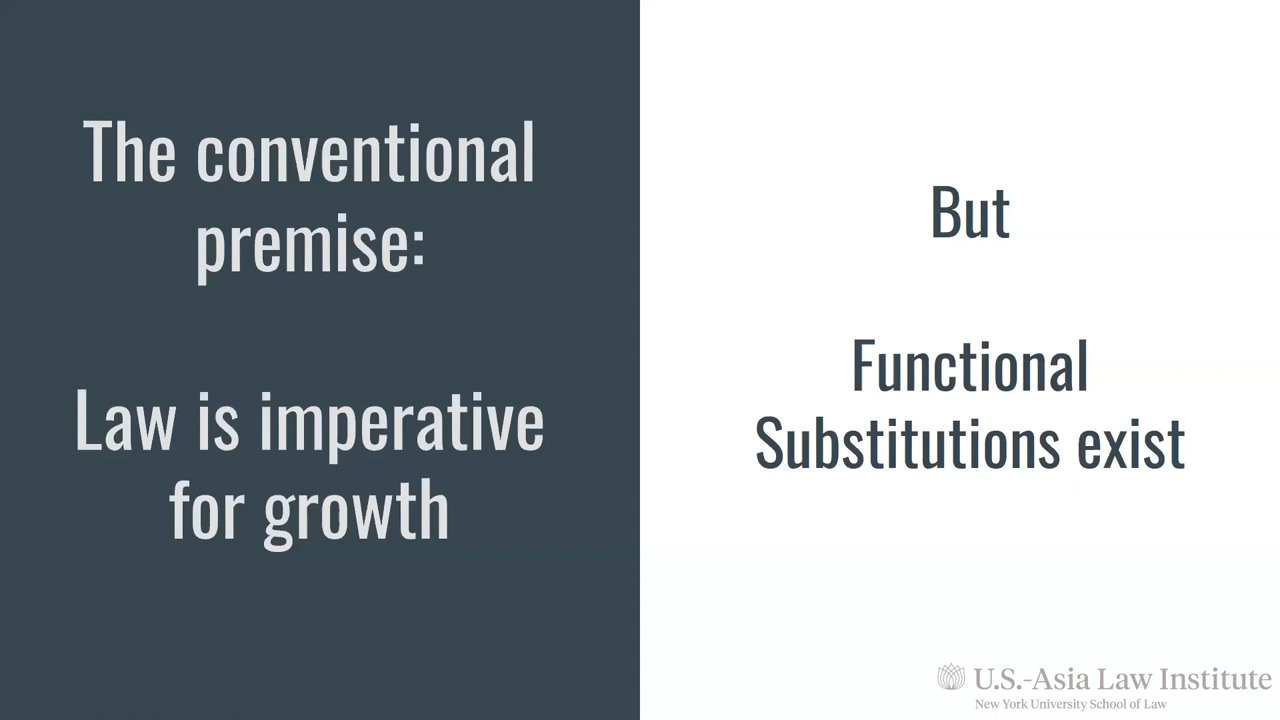 The conventional
premise:
Law is imperative
for growth
But
Functional
Substitutions exist
U.S.-Asia Law Institute
New York University School of Law